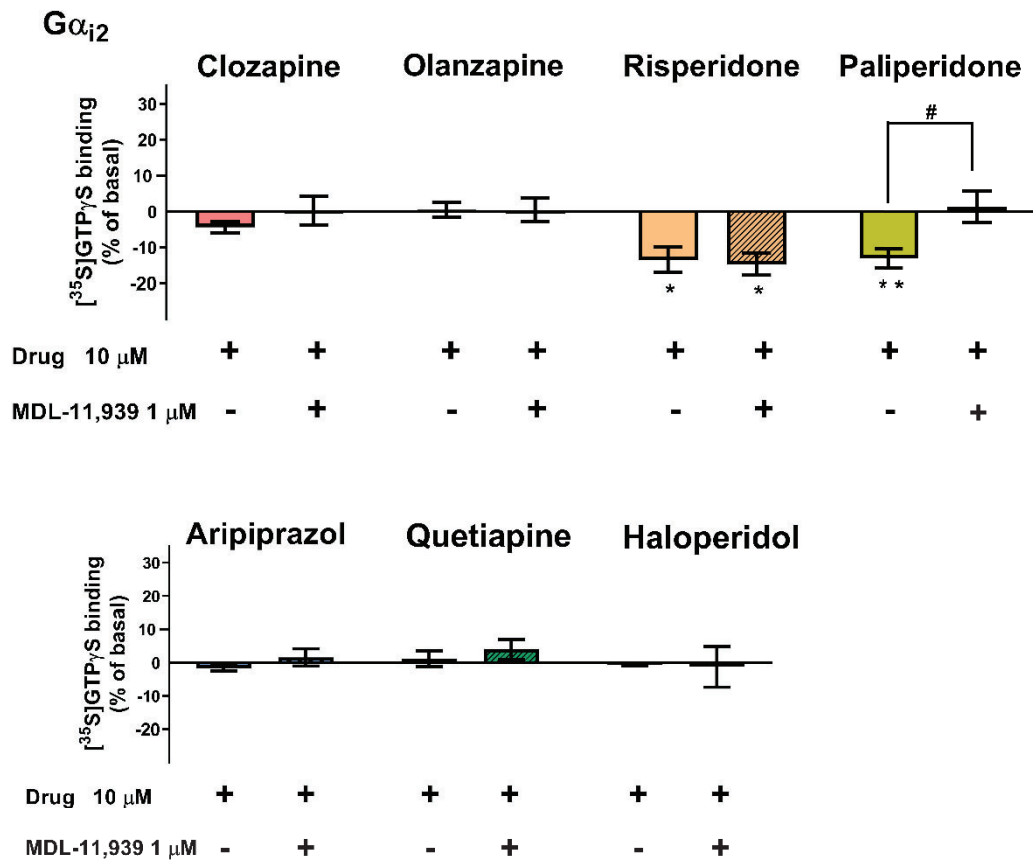 Gαi2
Clozapine Olanzapine Risperidone Paliperidone
[35S]GTPγS binding
(% of basal)
30
20
10
0
-10
-20
#
* * * *
Drug 10 μM + + + + + + + +
MDL-11,939 1 μM - + - + - + - +
Aripiprazol Quetiapine Haloperidol
[35S]GTPγS binding
(% of basal)
30
20
10
0
-10
-20
Drug 10 μM + + + + + +
MDL-11,939 1 μM - + - + - +